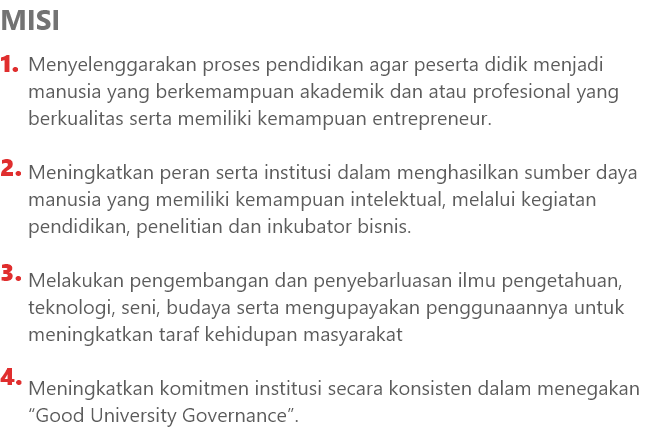 MISI
1. Menyelenggarakan proses pendidikan agar peserta didik menjadi
manusia yang berkemampuan akademik dan atau profesional yang
berkualitas serta memiliki kemampuan entrepreneur.
2. Meningkatkan peran serta institusi dalam menghasilkan sumber daya
manusia yang memiliki kemampuan intelektual, melalui kegiatan
pendidikan, penelitian dan inkubator bisnis.
3. Melakukan pengembangan dan penyebarluasan ilmu pengetahuan,
teknologi, seni, budaya serta mengupayakan penggunaannya untuk
meningkatkan taraf kehidupan masyarakat
4. Meningkatkan komitmen institusi secara konsisten dalam menegakan
“Good University Governance”.